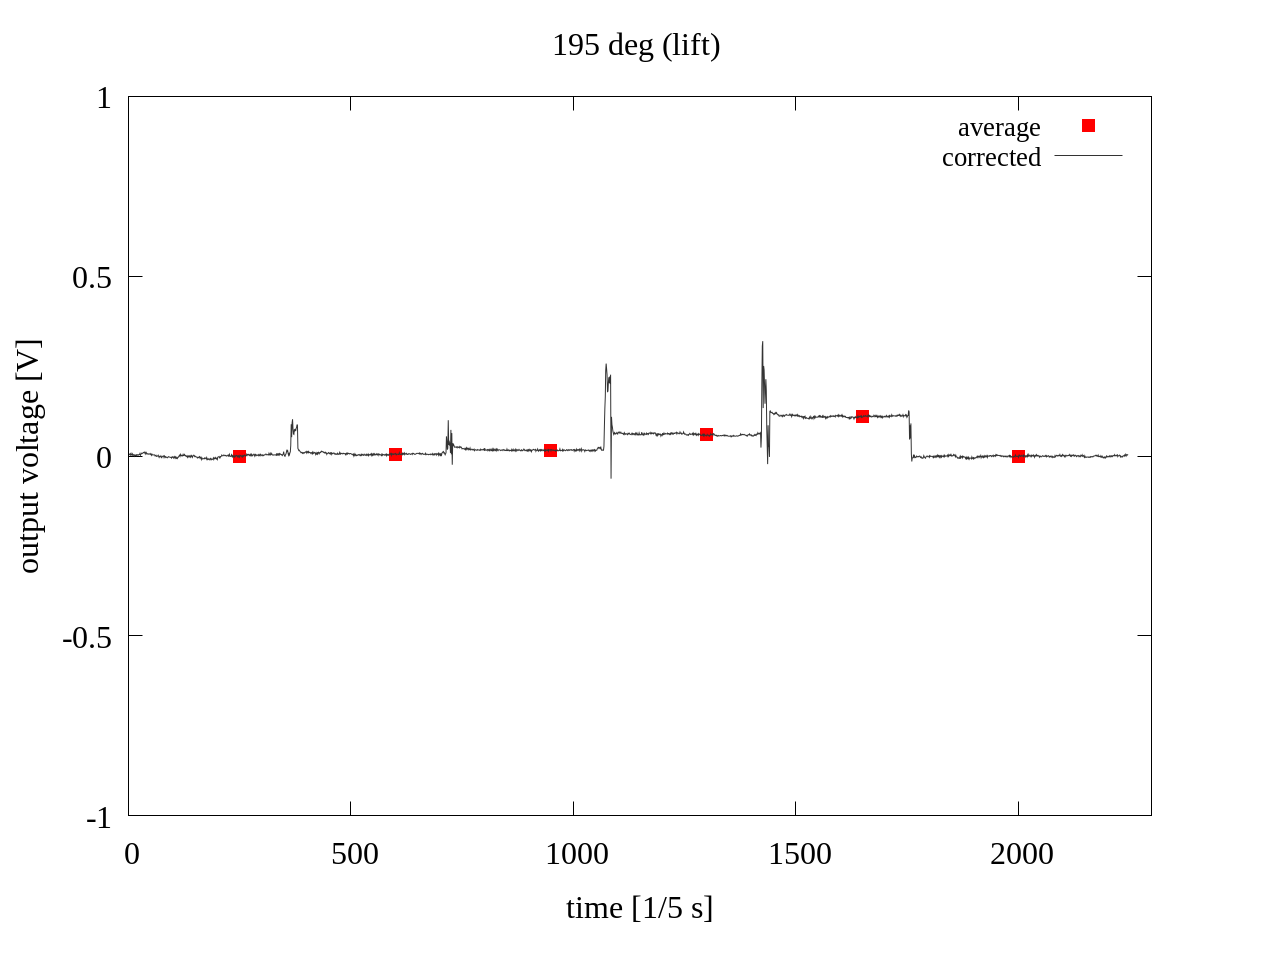 195 deg (lift)
1
average
corrected
0.5
0
-0.5
-1
output voltage [V]
0 500 1000 1500 2000
time [1/5 s]